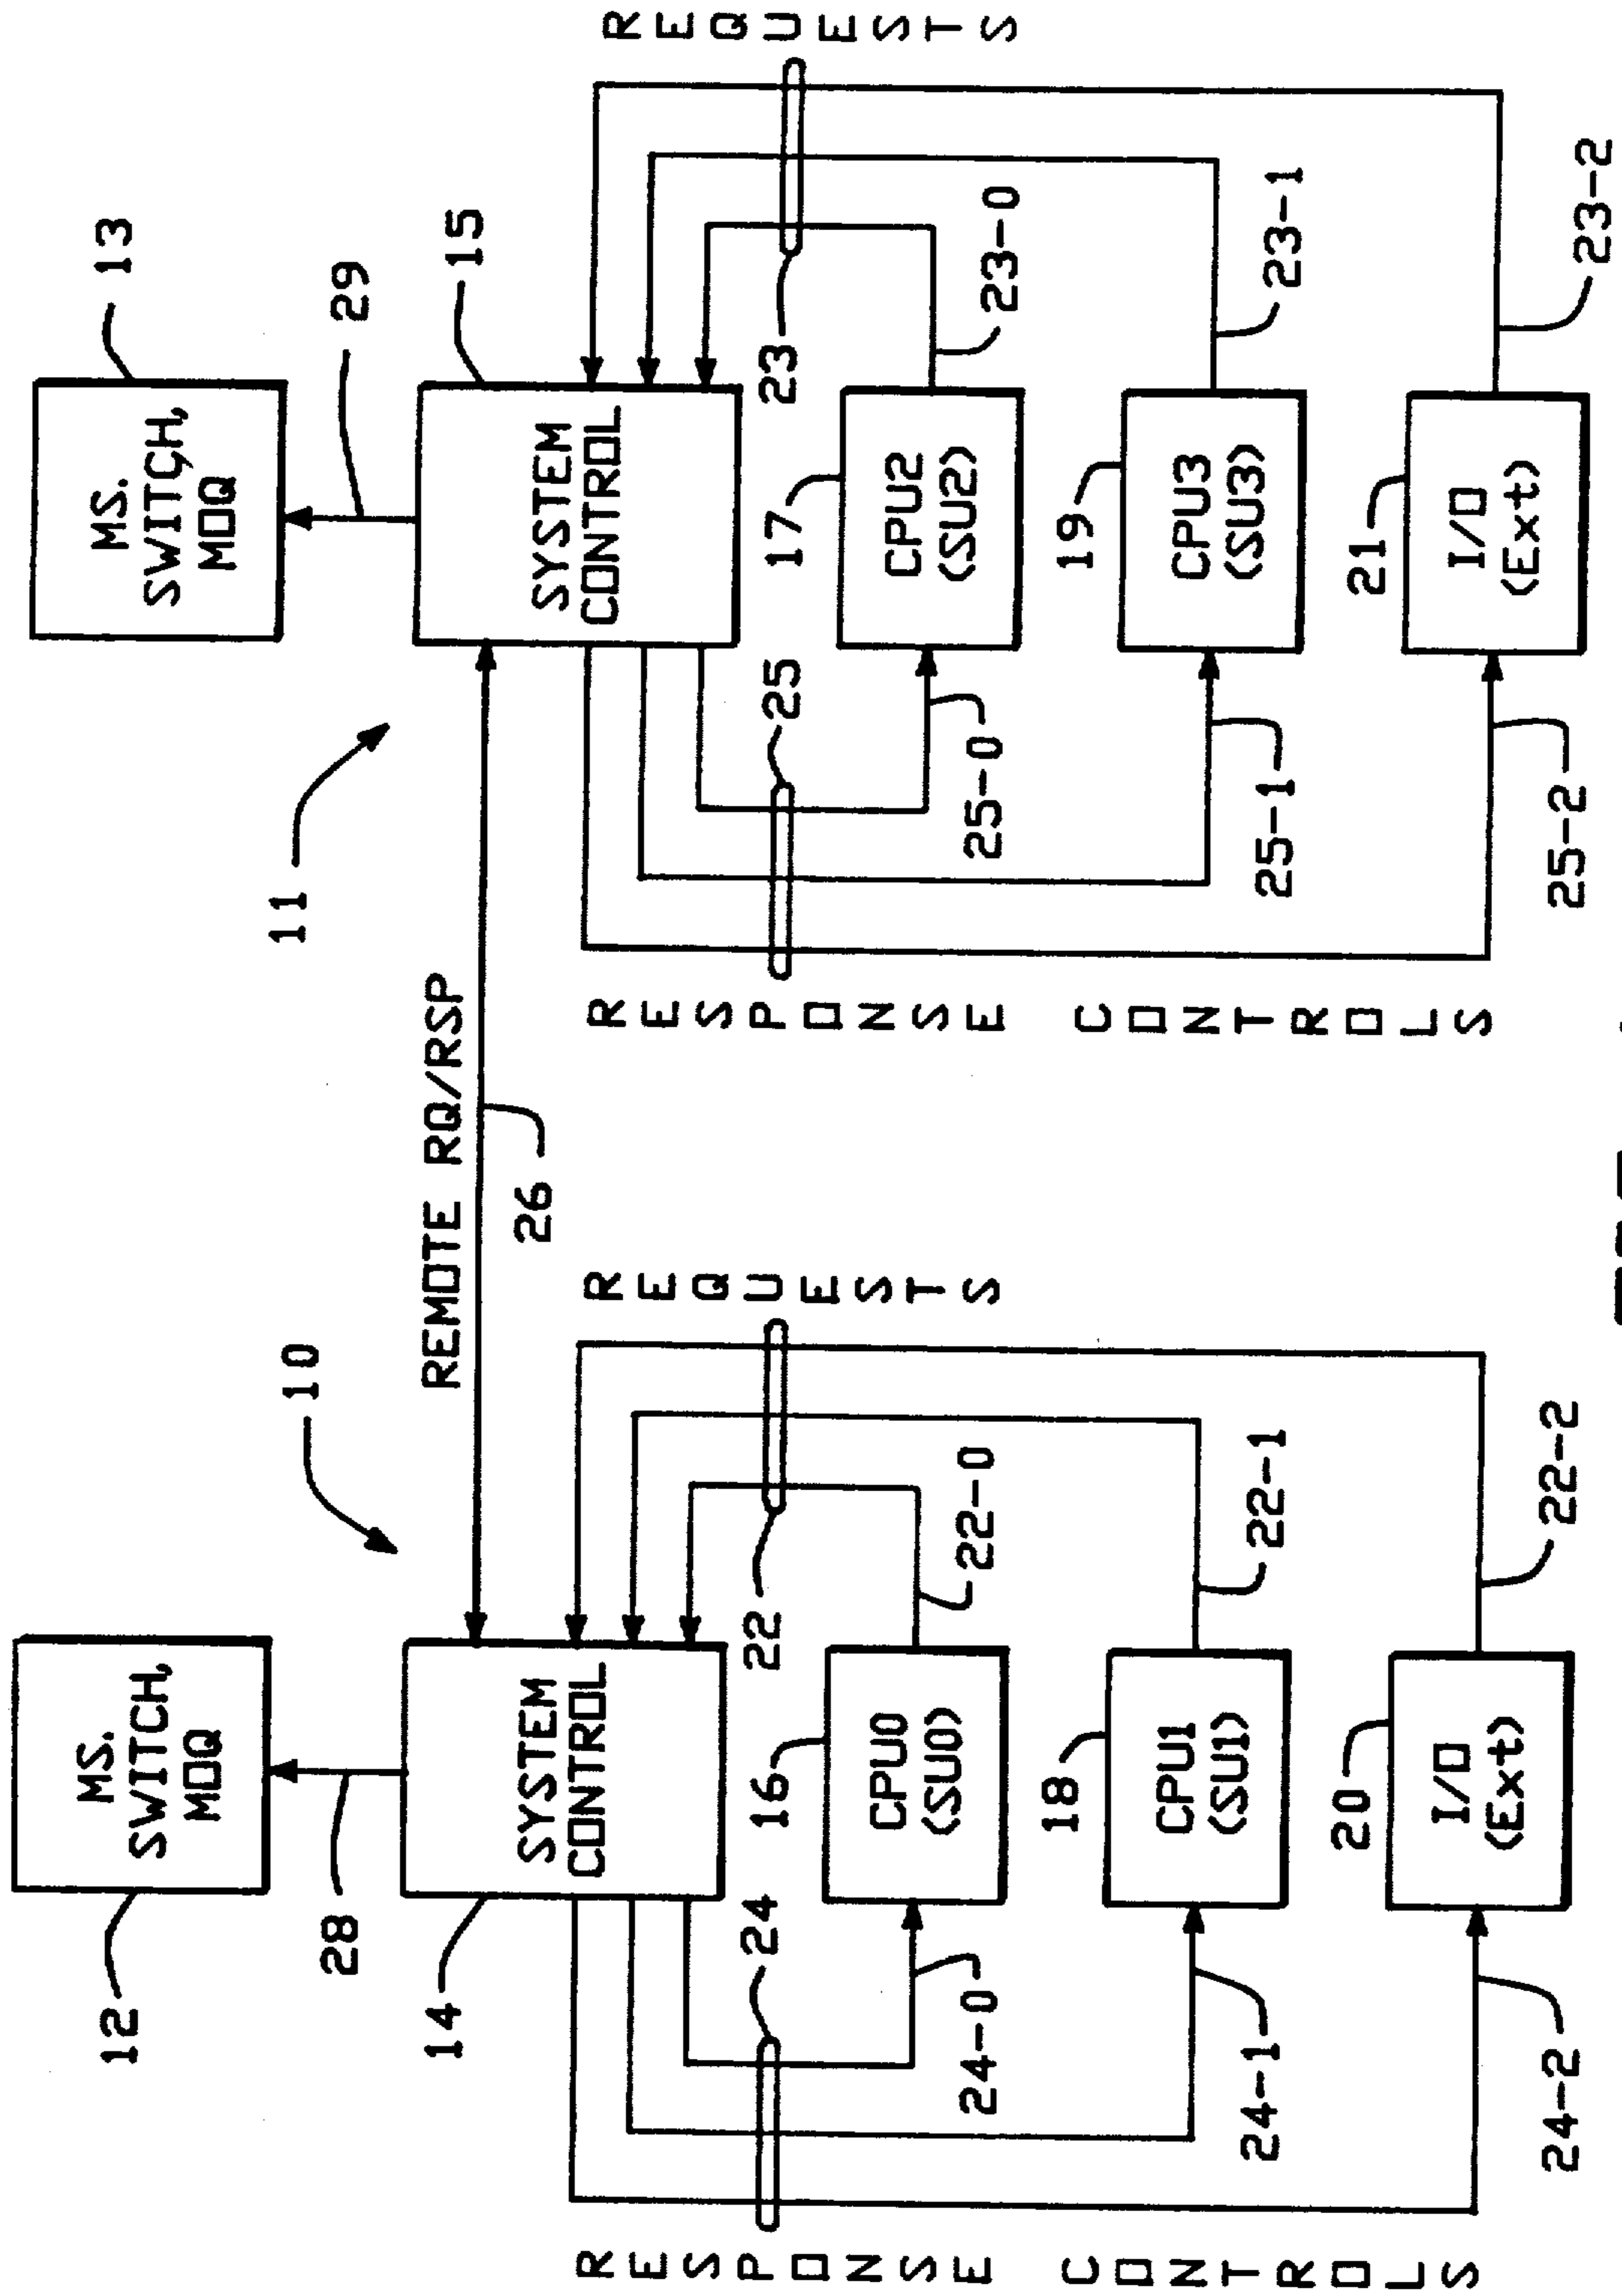 10
REMOTE RQ/RSP
26
11
12
MS.
SWITCH,
MOQ
28
14
SYSTEM
CONTROL
24
22
REQUESTS
RESPONSE CONTROLS
16
CPU0
(SU0)
24-0
22-0
18
CPU1
(SU1)
24-1
22-1
20
I/O
(Ext)
24-2
22-2
13
MS.
SWITCH,
MOQ
29
15
SYSTEM
CONTROL
25
23
REQUESTS
RESPONSE CONTROLS
17
CPU2
(SU2)
25-0
23-0
19
CPU3
(SU3)
25-1
23-1
21
I/O
(Ext)
25-2
23-2